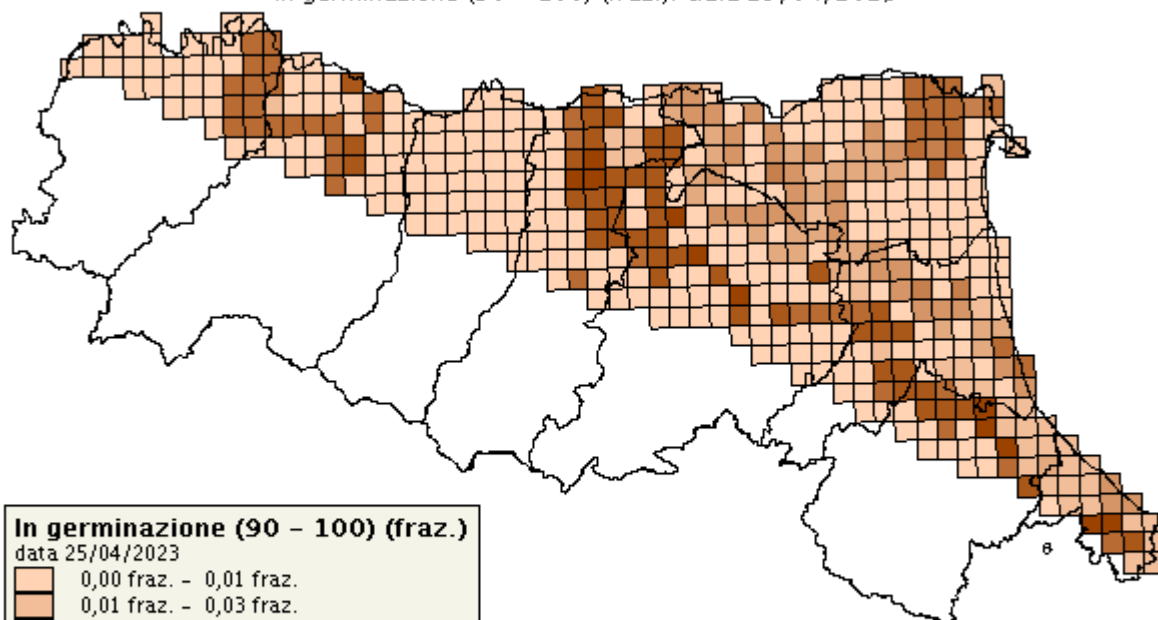 In germinazione (90 – 100) (fraz.)
data 25/04/2023
0,00 fraz. – 0,01 fraz.
0,01 fraz. – 0,03 fraz.